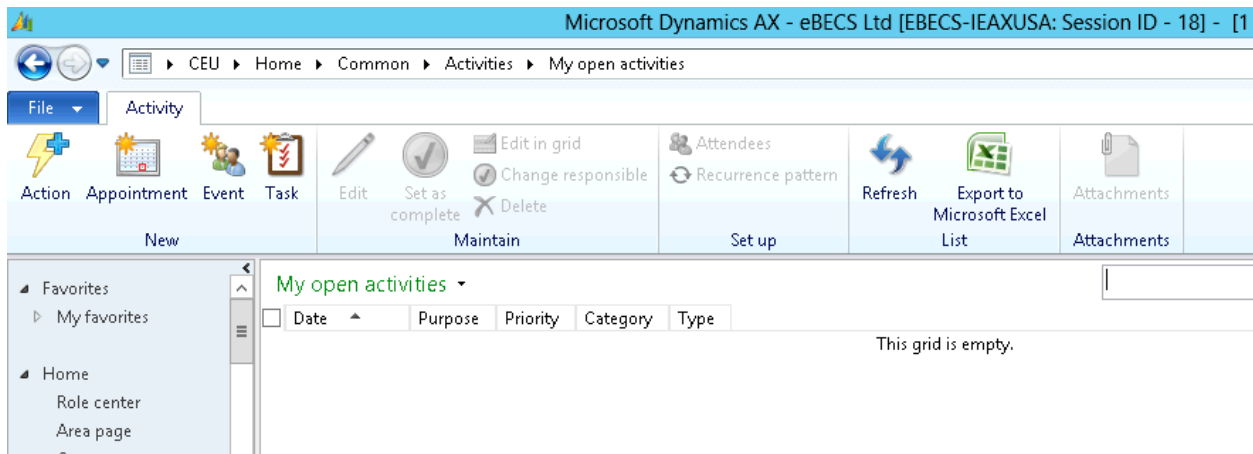 Microsoft Dynamics AX - eBECS Ltd [EBECS-IEAXUSA: Session ID - 18] - [1
CEU Home Common Activities My open activities
File Activity
Action Appointment Event Task
New
Edit Set as complete
Edit in grid
Change responsible
Delete
Maintain
Attendees
Recurrence pattern
Set up
Refresh Export to
Microsoft Excel
List
Attachments
Attachments
Favorites
My favorites
Home
Role center
Area page
My open activities
Date Purpose Priority Category Type
This grid is empty.